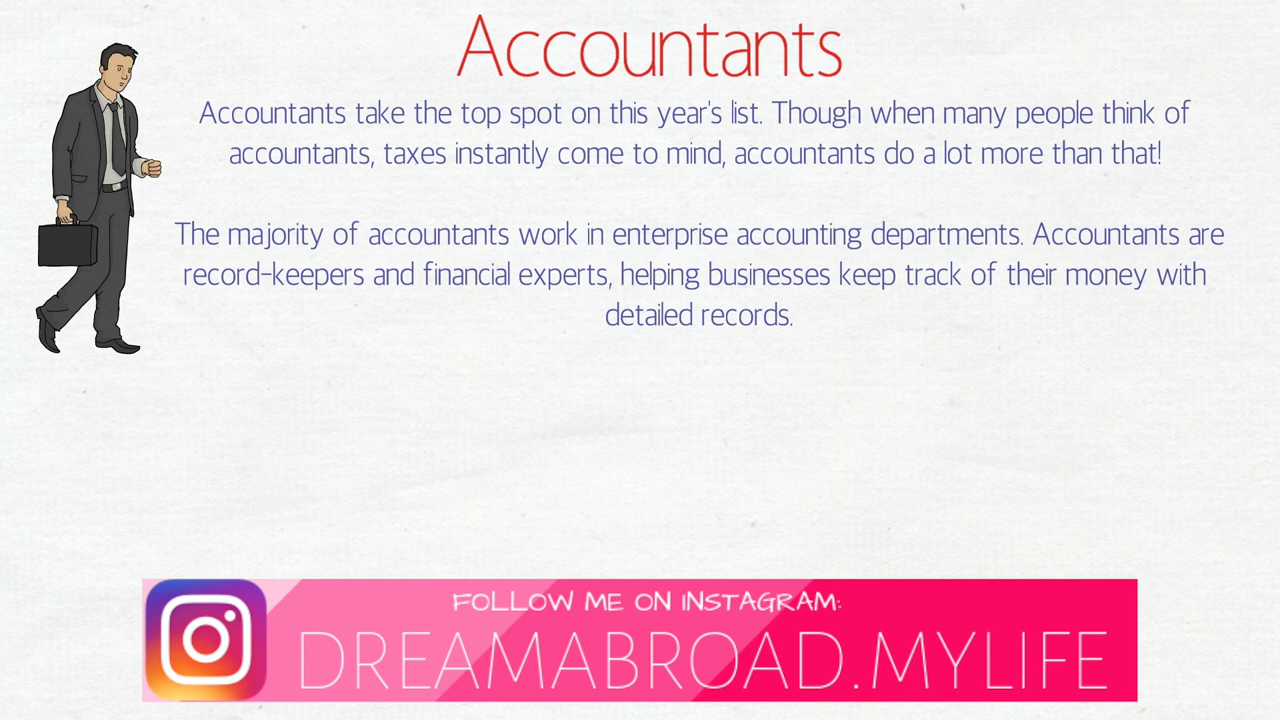 Accountants
Accountants take the top spot on this year's list. Though when many people think of
accountants, taxes instantly come to mind, accountants do a lot more than that!
The majority of accountants work in enterprise accounting departments. Accountants are
record-keepers and financial experts, helping businesses keep track of their money with
detailed records.
FOLLOW ME ON INSTAGRAM:
DREAMABROAD.MYLIFE